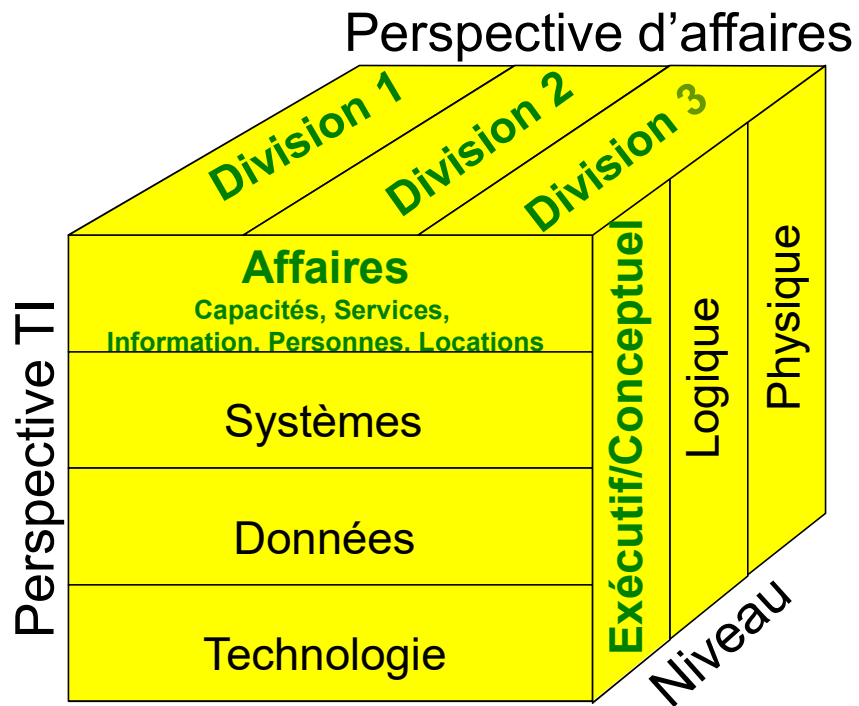 Perspective d’affaires
Division 1
Division 2
Division 3
Perspective TI
Affaires
Capacités, Services,
Information, Personnes, Locations
Systèmes
Données
Technologie
Exécutif/Conceptuel
Logique
Physique
Niveau